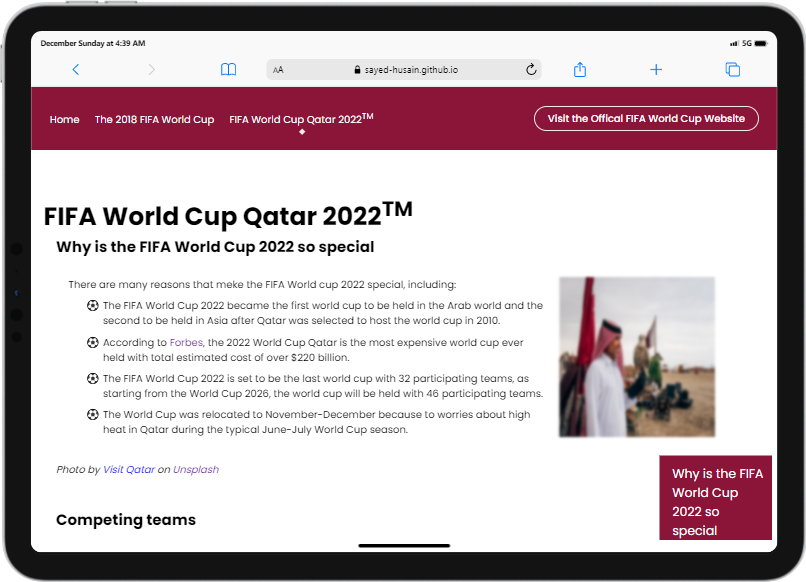 December Sunday at 4:39 AM
5G
AA
sayed-husain.github.io
Home
The 2018 FIFA World Cup
FIFA World Cup Qatar 2022TM
Visit the Offical FIFA World Cup Website
FIFA World Cup Qatar 2022TM
Why is the FIFA World Cup 2022 so special
There are many reasons that meke the FIFA World cup 2022 special, including:
The FIFA World Cup 2022 became the first world cup to be held in the Arab world and the
second to be held in Asia after Qatar was selected to host the world cup in 2010.
According to Forbes, the 2022 World Cup Qatar is the most expensive world cup ever
held with total estimated cost of over $220 billion.
The FIFA World Cup 2022 is set to be the last world cup with 32 participating teams, as
starting from the World Cup 2026, the world cup will be held with 46 participating teams.
The World Cup was relocated to November-December because to worries about high
heat in Qatar during the typical June-July World Cup season.
Photo by Visit Qatar on Unsplash
Why is the FIFA
World Cup
2022 so
special
Competing teams